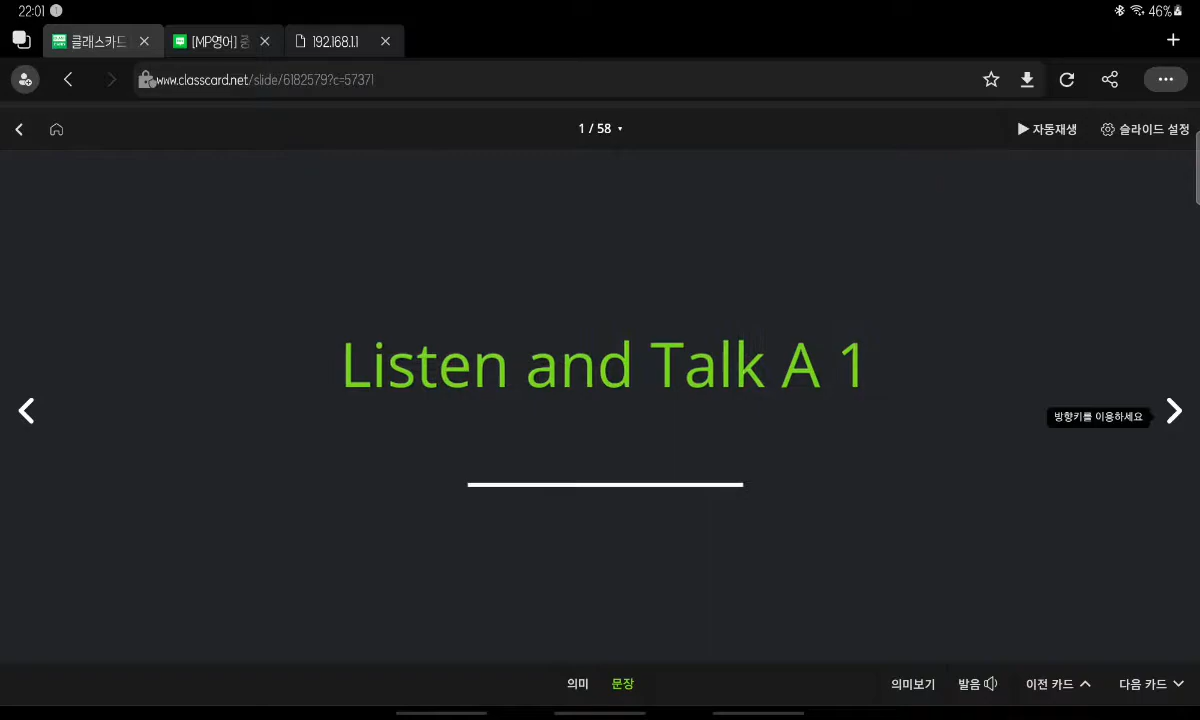 22:01 46%
클래스카드 [MP영어] 중 192.168.1.1
www.classcard.net/slide/6182579?c=57371
1 / 58 자동재생 슬라이드 설정
Listen and Talk A 1
방향키를 이용하세요
의미 문장 의미보기 발음 이전 카드 다음 카드